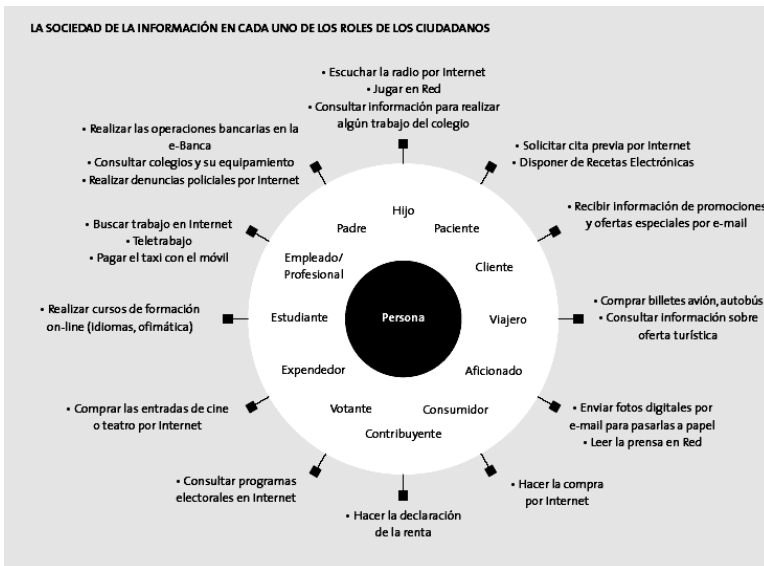 LA SOCIEDAD DE LA INFORMACIÓN EN CADA UNO DE LOS ROLES DE LOS CIUDADANOS
• Escuchar la radio por Internet
• Jugar en Red
• Consultar información para realizar
algún trabajo del colegio
• Realizar las operaciones bancarias en la
e-Banca
• Consultar colegios y su equipamiento
• Realizar denuncias policiales por Internet
• Solicitar cita previa por Internet
• Disponer de Recetas Electrónicas
• Buscar trabajo en Internet
• Teletrabajo
• Pagar el taxi con el móvil
• Recibir información de promociones
y ofertas especiales por e-mail
• Realizar cursos de formación
on-line (idiomas, ofimática)
• Comprar billetes avión, autobús
• Consultar información sobre
oferta turística
• Comprar las entradas de cine
o teatro por Internet
• Enviar fotos digitales por
e-mail para pasarlas a papel
• Leer la prensa en Red
• Consultar programas
electorales en Internet
• Hacer la declaración
de la renta
• Hacer la compra
por Internet
Hijo
Padre
Paciente
Empleado/
Profesional
Cliente
Estudiante
Persona
Viajero
Expendedor
Aficionado
Votante
Consumidor
Contribuyente